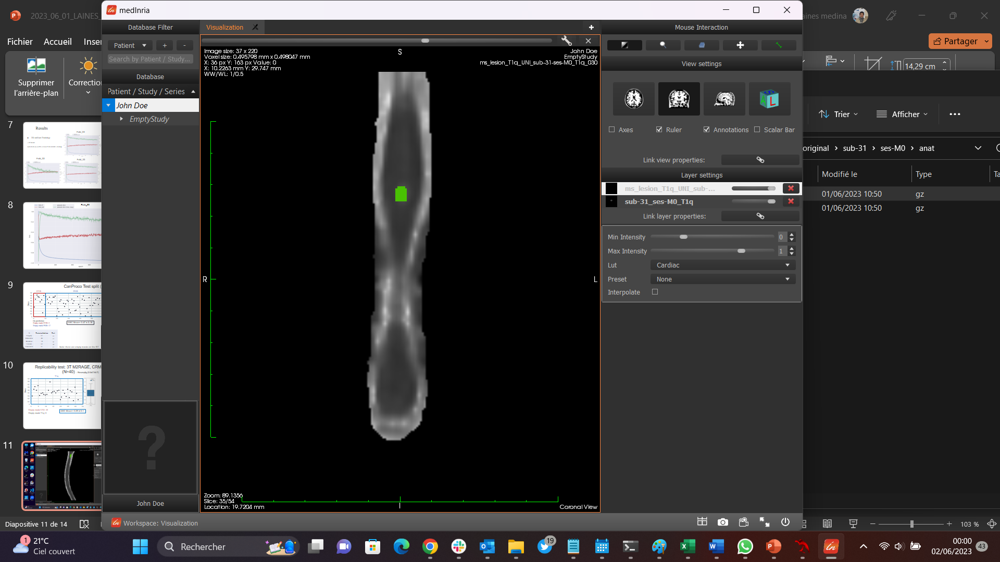 2023_06_01_LAINES_
medInria
aines medina
Fichier
Accueil
Inser
Partager
Supprimer
l'arrière-plan
Correctio
14,29 cm
Database Filter
Patient
+
-
Search by Patient / Study...
Database
Patient / Study / Series
John Doe
EmptyStudy
Visualization
+
Image size: 37 x 220
Voxel size: 0.495798 mm x 0.498047 mm
X: 36 px Y: 163 px Value: 0
X: 10.2263 mm Y: 29.747 mm
WW/WL: 1/0.5
S
John Doe
EmptyStudy
ms_lesion_T1q_UNI_sub-31-ses-M0_T1q_030
R
L
I
Zoom: 89.1356
Slice: 35/54
Location: 19.7204 mm
Coronal View
Mouse Interaction
View settings
Axes
Ruler
Annotations
Scalar Bar
Link view properties:
Layer settings
ms_lesion_T1q_UNI_sub-...
sub-31_ses-M0_T1q
Link layer properties:
Min Intensity
0
Max Intensity
1
Lut
Cardiac
Preset
None
Interpolate
Trier
Afficher
original
sub-31
ses-M0
anat
Modifié le
Type
Ta
01/06/2023 10:50
gz
01/06/2023 10:50
gz
7
Results
8
9
CanProco Test split (
10
Replicability test: 3T M2RAGE, CRM
(N=40)
11
?
John Doe
Diapositive 11 de 14
Workspace: Visualization
103 %
1
21°C
Ciel couvert
Rechercher
19
00:00
02/06/2023
43